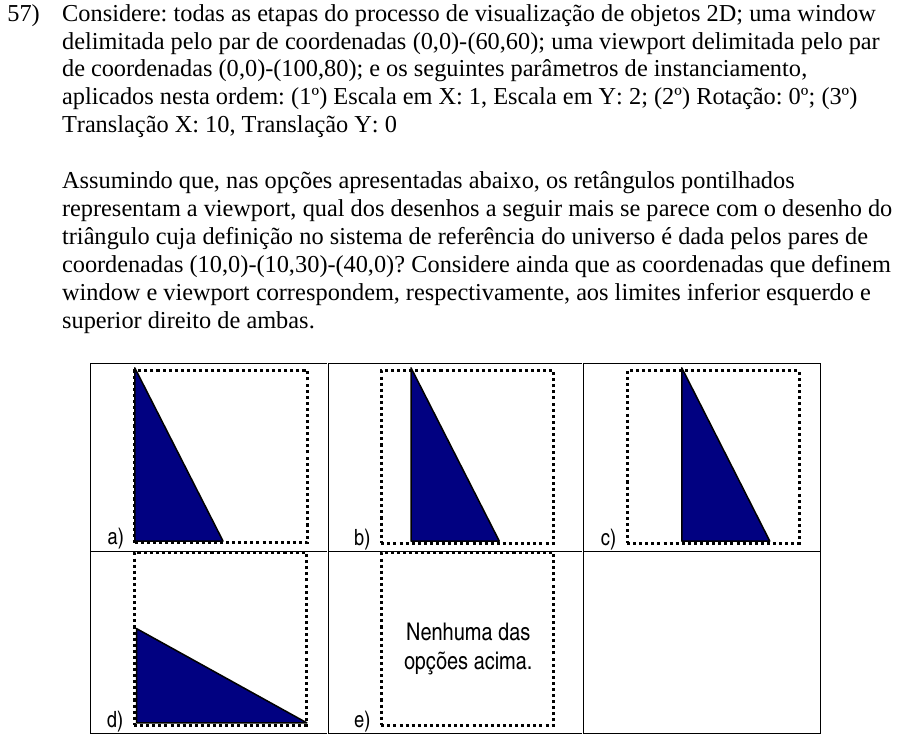 57) Considere: todas as etapas do processo de visualização de objetos 2D; uma window
delimitada pelo par de coordenadas (0,0)-(60,60); uma viewport delimitada pelo par
de coordenadas (0,0)-(100,80); e os seguintes parâmetros de instanciamento,
aplicados nesta ordem: (1º) Escala em X: 1, Escala em Y: 2; (2º) Rotação: 0º; (3º)
Translação X: 10, Translação Y: 0
Assumindo que, nas opções apresentadas abaixo, os retângulos pontilhados
representam a viewport, qual dos desenhos a seguir mais se parece com o desenho do
triângulo cuja definição no sistema de referência do universo é dada pelos pares de
coordenadas (10,0)-(10,30)-(40,0)? Considere ainda que as coordenadas que definem
window e viewport correspondem, respectivamente, aos limites inferior esquerdo e
superior direito de ambas.
a)
b)
c)
d)
e)
Nenhuma das
opções acima.